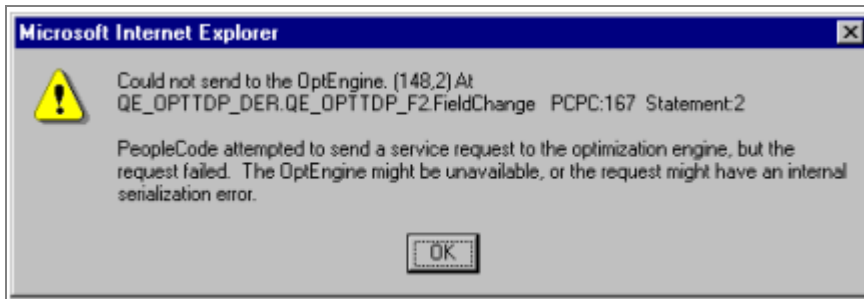 Microsoft Internet Explorer
Could not send to the OptEngine. (148,2) At
QE_OPTTDP_DER.QE_OPTTDP_F2.FieldChange PCPC:167 Statement:2
PeopleCode attempted to send a service request to the optimization engine, but the
request failed. The OptEngine might be unavailable, or the request might have an internal
serialization error.
OK